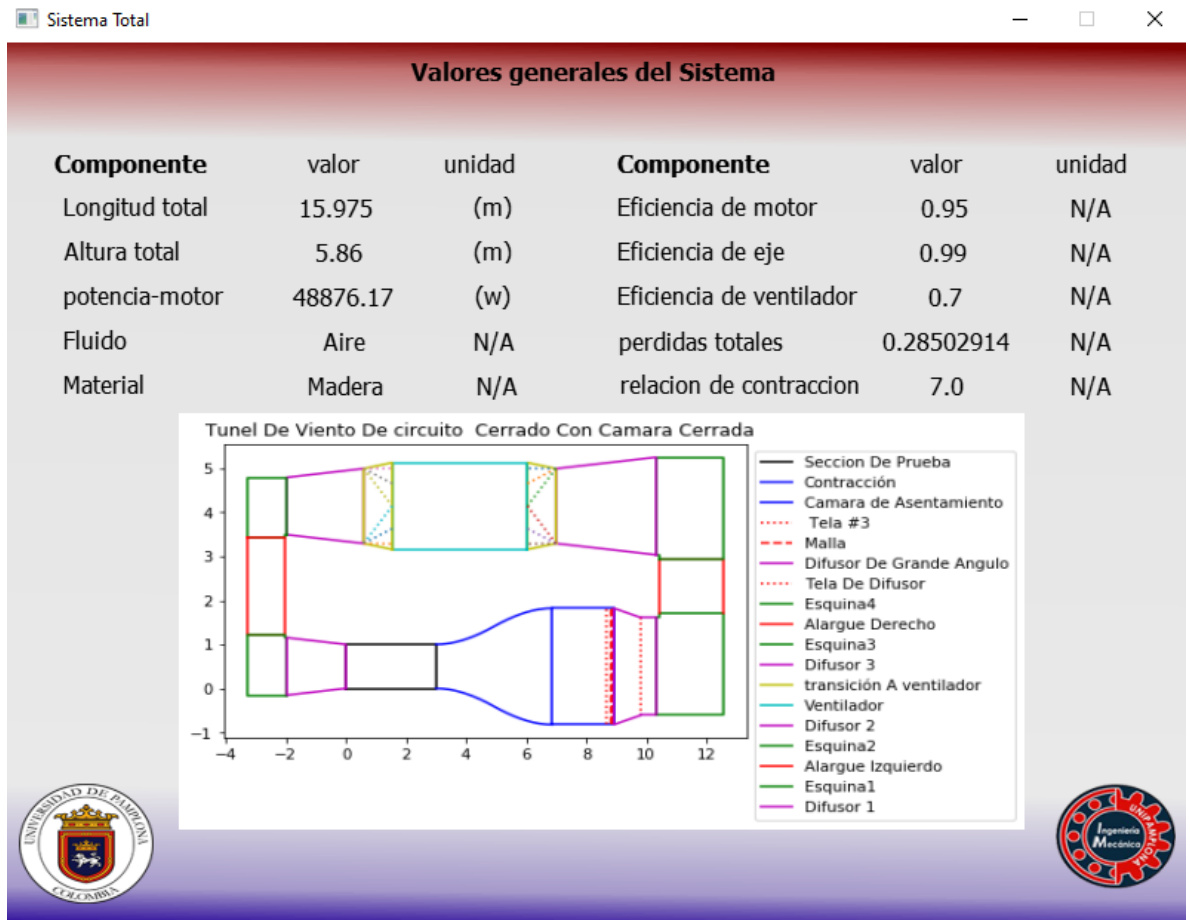 Sistema Total
Valores generales del Sistema
Componente valor unidad Componente valor unidad
Longitud total 15.975 (m) Eficiencia de motor 0.95 N/A
Altura total 5.86 (m) Eficiencia de eje 0.99 N/A
potencia-motor 48876.17 (w) Eficiencia de ventilador 0.7 N/A
Fluido Aire N/A perdidas totales 0.28502914 N/A
Material Madera N/A relacion de contraccion 7.0 N/A
Tunel De Viento De circuito Cerrado Con Camara Cerrada
5
4
3
2
1
0
−1
−4 −2 0 2 4 6 8 10 12
Seccion De Prueba
Contracción
Camara de Asentamiento
Tela #3
Malla
Difusor De Grande Angulo
Tela De Difusor
Esquina4
Alargue Derecho
Esquina3
Difusor 3
transición A ventilador
Ventilador
Difusor 2
Esquina2
Alargue Izquierdo
Esquina1
Difusor 1
UNIVERSIDAD DE PAMPLONA
COLOMBIA
UNIPAMPLONA
Ingeniería
Mecánica